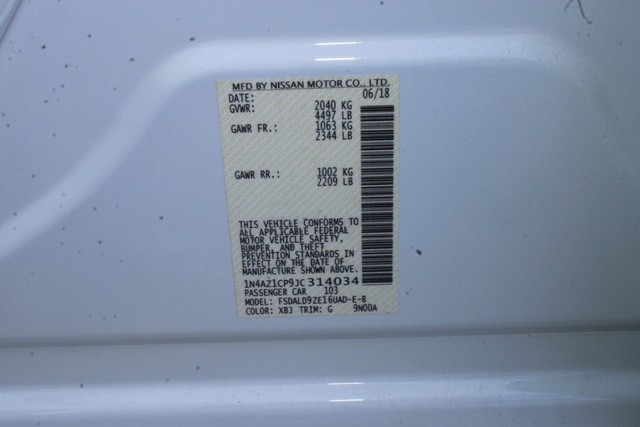 MFD BY NISSAN MOTOR CO., LTD.
DATE: 06/18
GVWR: 2040 KG
4497 LB
GAWR FR.: 1063 KG
2344 LB
GAWR RR.: 1002 KG
2209 LB
THIS VEHICLE CONFORMS TO
ALL APPLICABLE FEDERAL
MOTOR VEHICLE SAFETY,
BUMPER, AND THEFT
PREVENTION STANDARDS IN
EFFECT ON THE DATE OF
MANUFACTURE SHOWN ABOVE.
1N4AZ1CP9JC314034
PASSENGER CAR 103
MODEL: FSDALD9ZE16UAD-E-B
COLOR: XBJ TRIM: G 9N00A